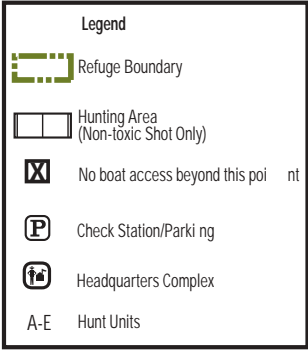 Legend
Refuge Boundary
Hunting Area
(Non-toxic Shot Only)
X No boat access beyond this poi nt
P Check Station/Parki ng
Headquarters Complex
A-E Hunt Units